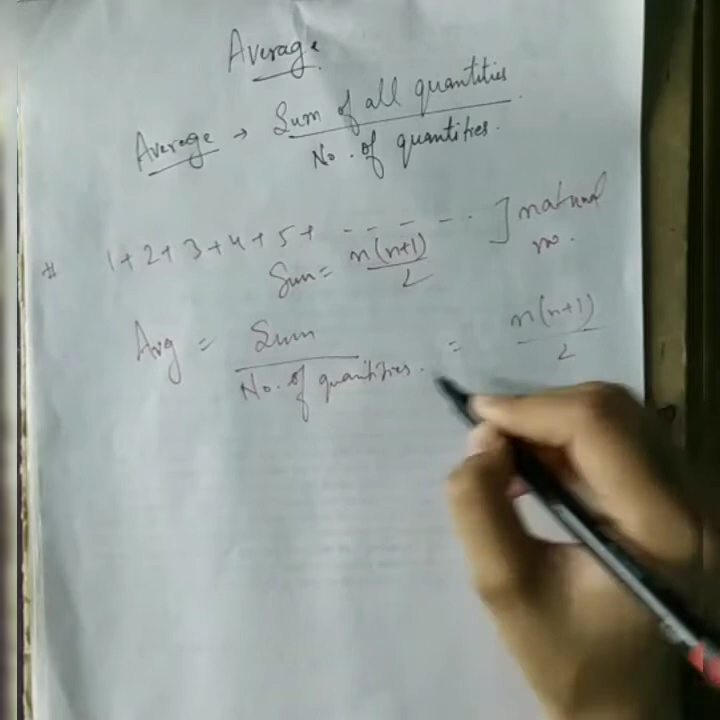 Average
Average → Sum of all quantities / No. of quantities.
# 1+2+3+4+5+ - - - - - . ] natural no.
Sum = n(n+1) / 2
Avg = Sum / No. of quantities. = n(n+1) / 2